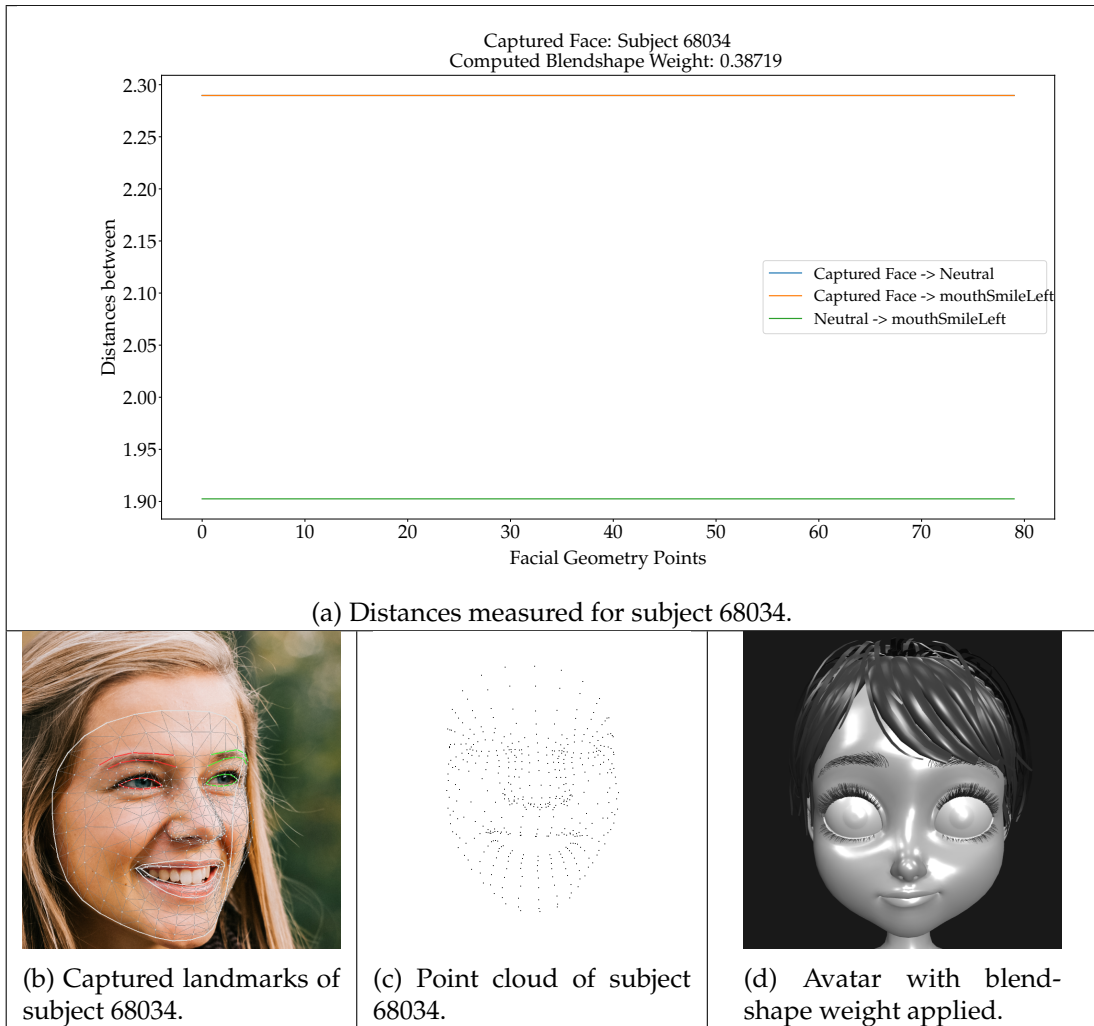 Captured Face: Subject 68034
Computed Blendshape Weight: 0.38719
2.30
2.25
2.20
2.15
2.10
2.05
2.00
1.95
1.90
Distances between
Captured Face -> Neutral
Captured Face -> mouthSmileLeft
Neutral -> mouthSmileLeft
0 10 20 30 40 50 60 70 80
Facial Geometry Points
(a) Distances measured for subject 68034.
(b) Captured landmarks of
subject 68034.
(c) Point cloud of subject
68034.
(d) Avatar with blend-
shape weight applied.